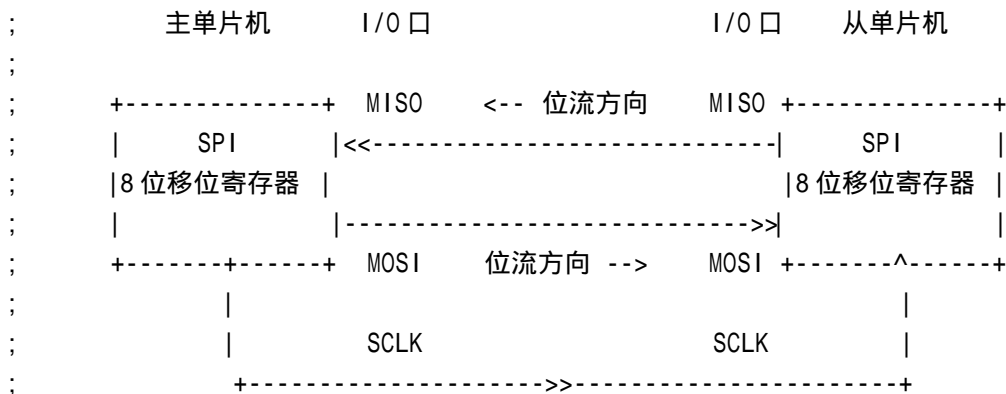 ; 主单片机 I/O 口 I/O 口 从单片机
;
; +--------------+ MISO <-- 位流方向 MISO +--------------+
; | SPI |<<-----------------------------| SPI |
; |8 位移位寄存器 | |8 位移位寄存器 |
; | |------------------------------->>| |
; +-------+------+ MOSI 位流方向 --> MOSI +-------^------+
; | |
; | SCLK SCLK |
; +--------------------->>-----------------------+